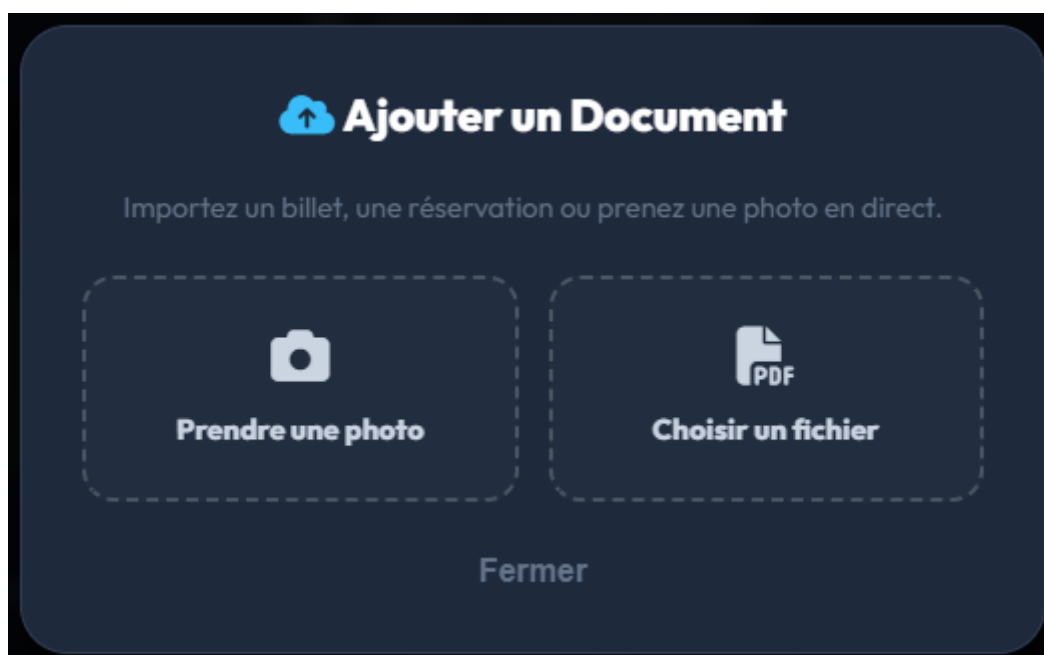 Ajouter un Document
Importez un billet, une réservation ou prenez une photo en direct.
PDF
Prendre une photo
Choisir un fichier
Fermer